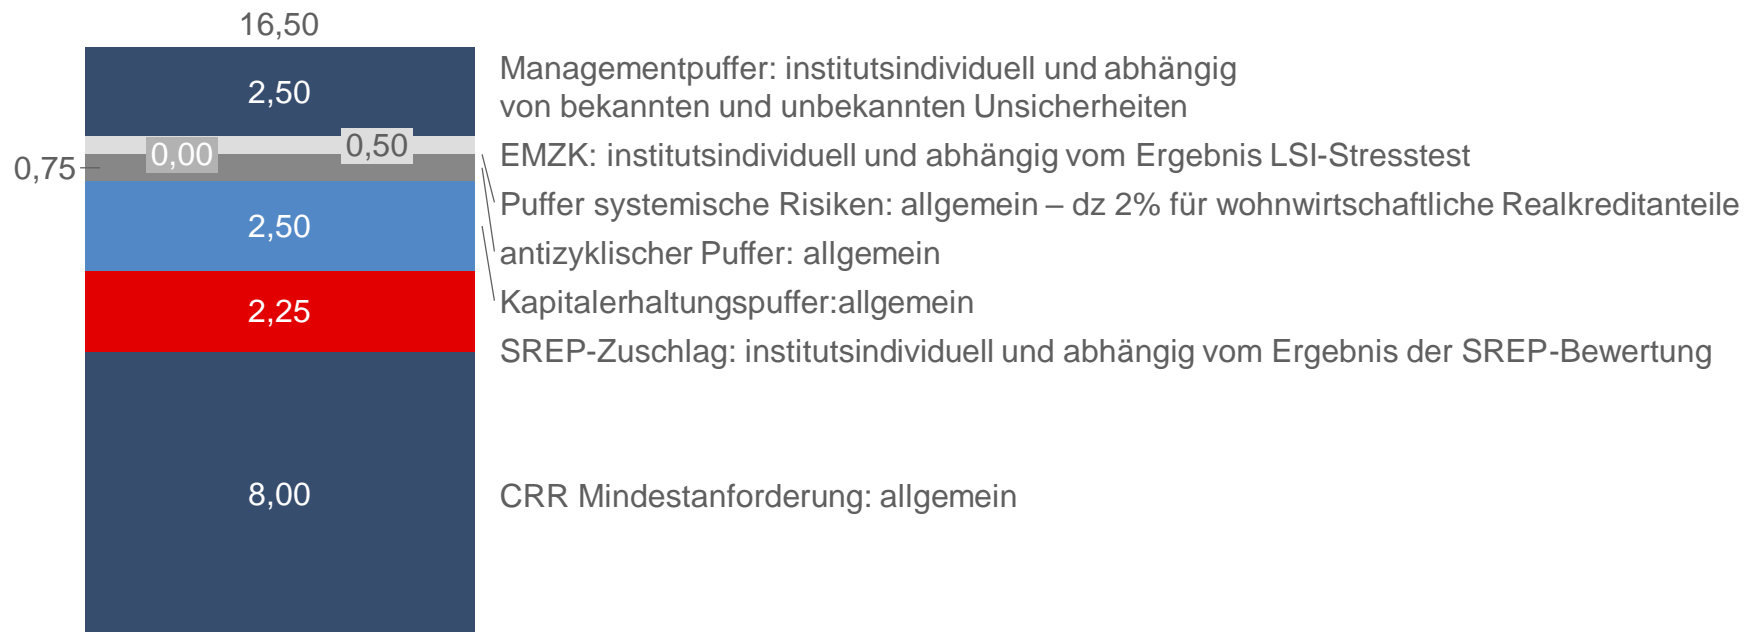 16,50
2,50
Managementpuffer: institutsindividuell und abhängig
von bekannten und unbekannten Unsicherheiten
0,50
0,00
EMZK: institutsindividuell und abhängig vom Ergebnis LSI-Stresstest
0,75
Puffer systemische Risiken: allgemein – dz 2% für wohnwirtschaftliche Realkreditanteile
2,50
antizyklischer Puffer: allgemein
Kapitalerhaltungspuffer:allgemein
2,25
SREP-Zuschlag: institutsindividuell und abhängig vom Ergebnis der SREP-Bewertung
8,00
CRR Mindestanforderung: allgemein